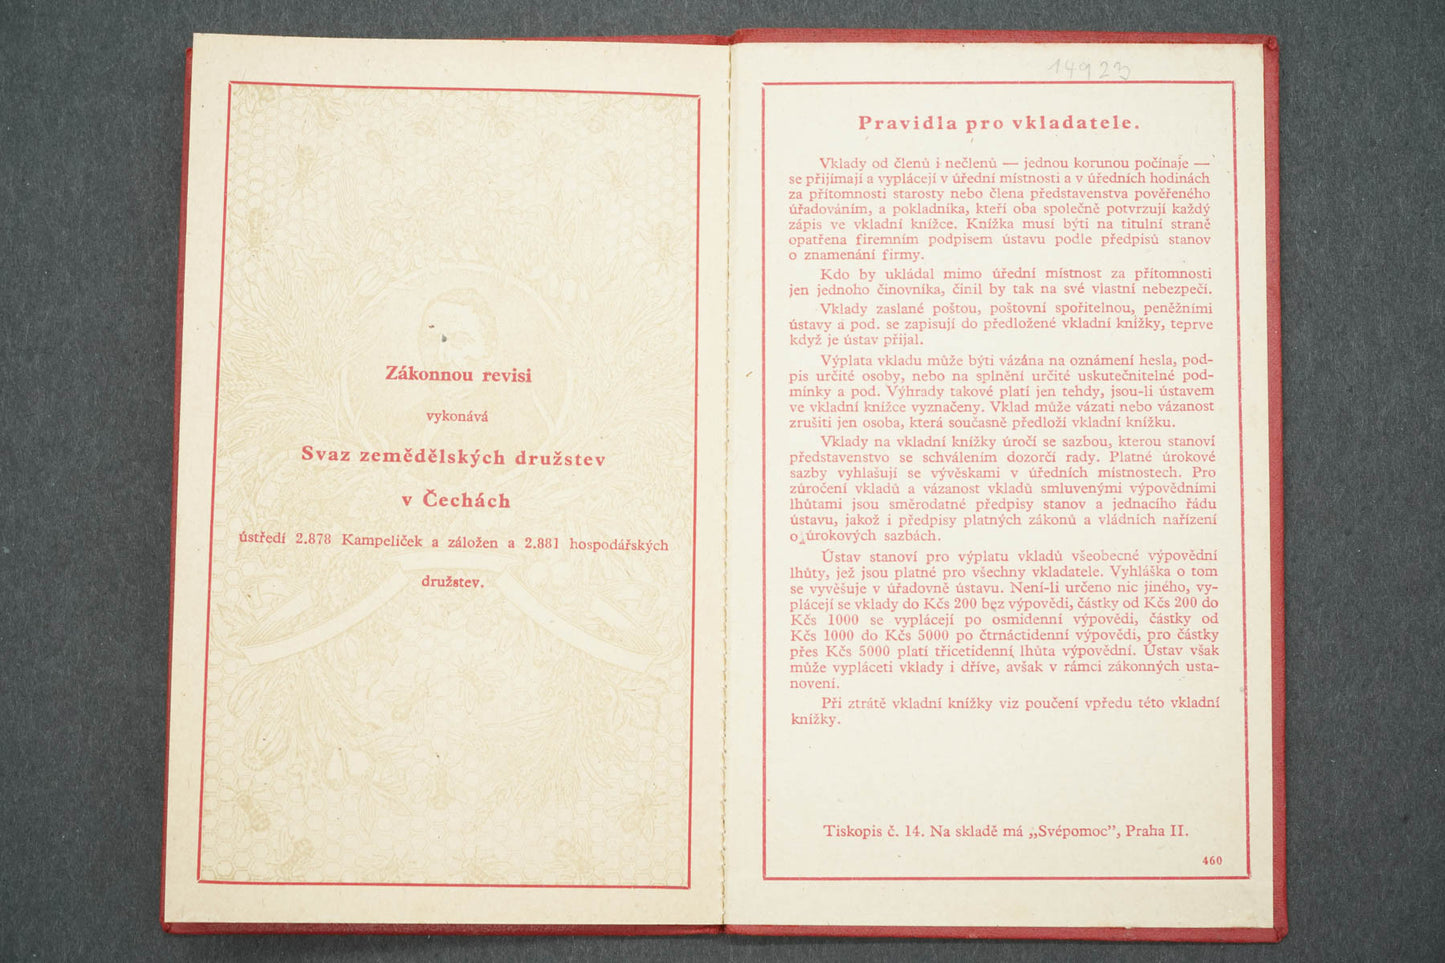 Zákonnou revisi
vykonává
Svaz zemědělských družstev
v Čechách
ústředí 2.878 Kampeliček a záložen a 2.881 hospodářských
družstev.
14923
Pravidla pro vkladatele.
Vklady od členů i nečlenů — jednou korunou počínaje —
se přijímají a vyplácejí v úřední místnosti a v úředních hodinách
za přítomnosti starosty nebo člena představenstva pověřeného
úřadováním, a pokladníka, kteří oba společně potvrzují každý
zápis ve vkladní knížce. Knížka musí býti na titulní straně
opatřena firemním podpisem ústavu podle předpisů stanov
o znamenání firmy.
Kdo by ukládal mimo úřední místnost za přítomnosti
jen jednoho činovníka, činil by tak na své vlastní nebezpečí.
Vklady zaslané poštou, poštovní spořitelnou, peněžními
ústavy a pod. se zapisují do předložené vkladní knížky, teprve
když je ústav přijal.
Výplata vkladu může býti vázána na oznámení hesla, pod-
pis určité osoby, nebo na splnění určité uskutečnitelné pod-
mínky a pod. Výhrady takové platí jen tehdy, jsou-li ústavem
ve vkladní knížce vyznačeny. Vklad může vázati nebo vázanost
zrušiti jen osoba, která současně předloží vkladní knížku.
Vklady na vkladní knížky úročí se sazbou, kterou stanoví
představenstvo se schválením dozorčí rady. Platné úrokové
sazby vyhlašují se vývěskami v úředních místnostech. Pro
zúročení vkladů a vázanost vkladů smluvenými výpovědními
lhůtami jsou směrodatné předpisy stanov a jednacího řádu
ústavu, jakož i předpisy platných zákonů a vládních nařízení
o úrokových sazbách.
Ústav stanoví pro výplatu vkladů všeobecné výpovědní
lhůty, jež jsou platné pro všechny vkladatele. Vyhláška o tom
se vyvěšuje v úřadovně ústavu. Není-li určeno nic jiného, vy-
plácejí se vklady do Kčs 200 bez výpovědi, částky od Kčs 200 do
Kčs 1000 se vyplácejí po osmidenní výpovědi, částky od
Kčs 1000 do Kčs 5000 po čtrnáctidenní výpovědi, pro částky
přes Kčs 5000 platí třicetidenní lhůta výpovědní. Ústav však
může vypláceti vklady i dříve, avšak v rámci zákonných usta-
novení.
Při ztrátě vkladní knížky viz poučení vpředu této vkladní
knížky.
Tiskopis č. 14. Na skladě má „Svépomoc”, Praha II.
460